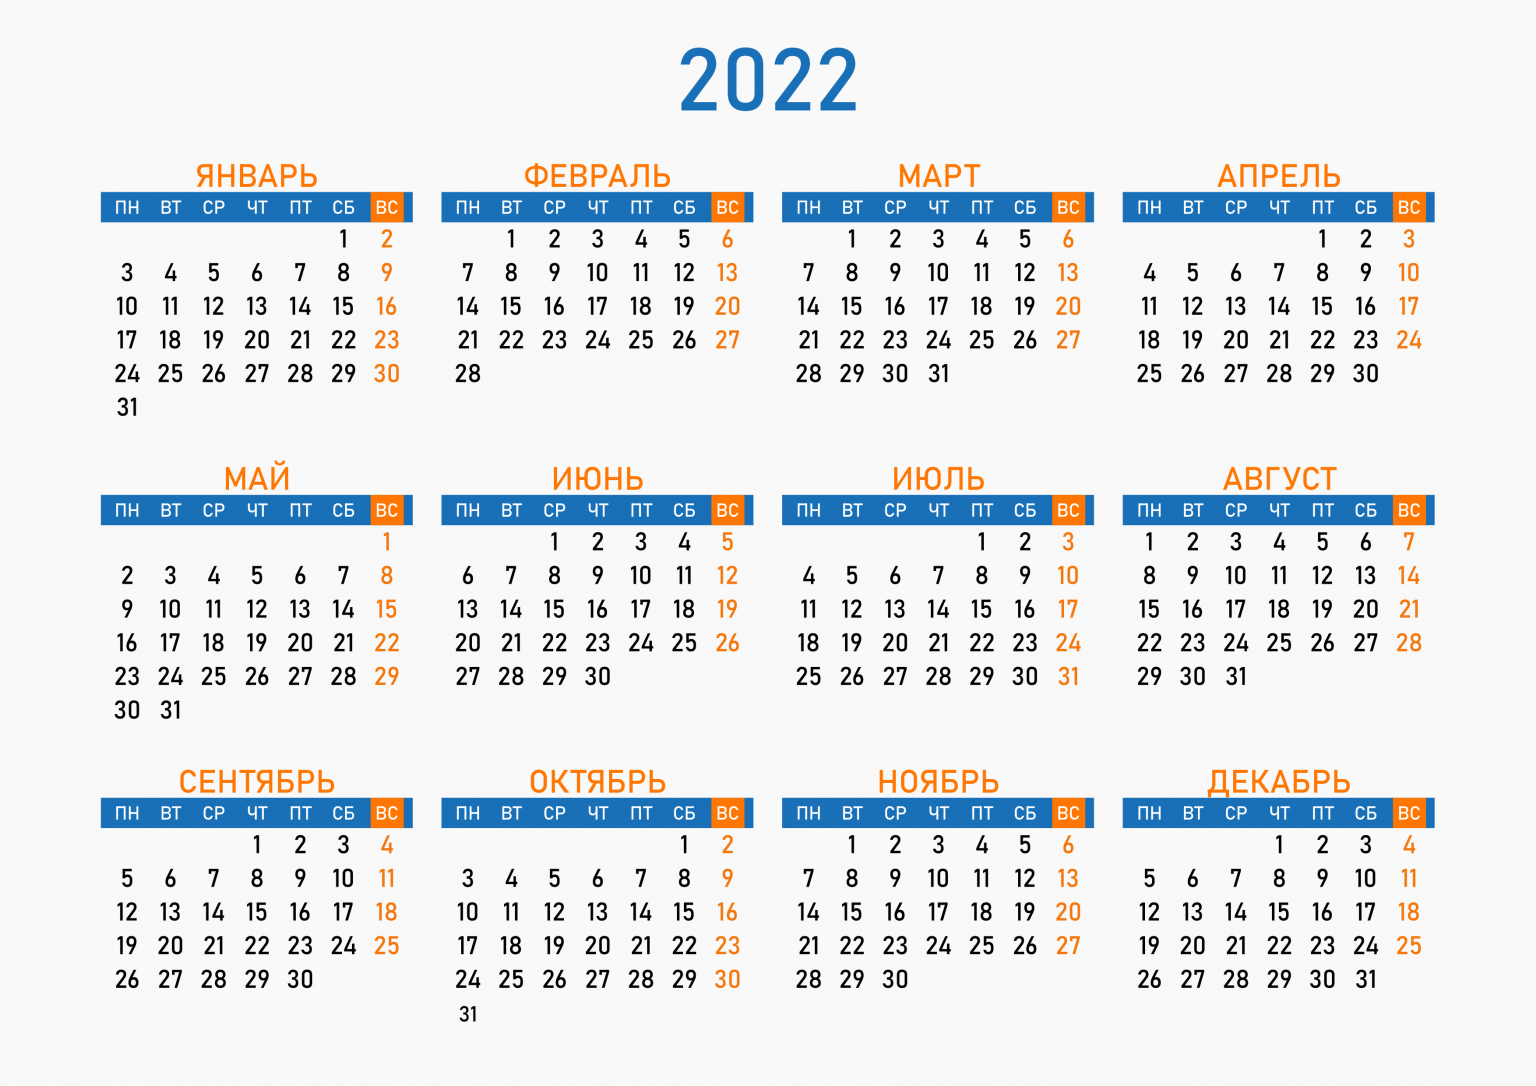 2022
ЯНВАРЬ ФЕВРАЛЬ МАРТ АПРЕЛЬ
ПН ВТ СР ЧТ ПТ СБ ВС ПН ВТ СР ЧТ ПТ СБ ВС ПН ВТ СР ЧТ ПТ СБ ВС ПН ВТ СР ЧТ ПТ СБ ВС
1 2 1 2 3 4 5 6 1 2 3 4 5 6 1 2 3
3 4 5 6 7 8 9 7 8 9 10 11 12 13 7 8 9 10 11 12 13 4 5 6 7 8 9 10
10 11 12 13 14 15 16 14 15 16 17 18 19 20 14 15 16 17 18 19 20 11 12 13 14 15 16 17
17 18 19 20 21 22 23 21 22 23 24 25 26 27 21 22 23 24 25 26 27 18 19 20 21 22 23 24
24 25 26 27 28 29 30 28 28 29 30 31 25 26 27 28 29 30
31
МАЙ ИЮНЬ ИЮЛЬ АВГУСТ
ПН ВТ СР ЧТ ПТ СБ ВС ПН ВТ СР ЧТ ПТ СБ ВС ПН ВТ СР ЧТ ПТ СБ ВС ПН ВТ СР ЧТ ПТ СБ ВС
1 1 2 3 4 5 1 2 3 1 2 3 4 5 6 7
2 3 4 5 6 7 8 6 7 8 9 10 11 12 4 5 6 7 8 9 10 8 9 10 11 12 13 14
9 10 11 12 13 14 15 13 14 15 16 17 18 19 11 12 13 14 15 16 17 15 16 17 18 19 20 21
16 17 18 19 20 21 22 20 21 22 23 24 25 26 18 19 20 21 22 23 24 22 23 24 25 26 27 28
23 24 25 26 27 28 29 27 28 29 30 25 26 27 28 29 30 31 29 30 31
30 31
СЕНТЯБРЬ ОКТЯБРЬ НОЯБРЬ ДЕКАБРЬ
ПН ВТ СР ЧТ ПТ СБ ВС ПН ВТ СР ЧТ ПТ СБ ВС ПН ВТ СР ЧТ ПТ СБ ВС ПН ВТ СР ЧТ ПТ СБ ВС
1 2 3 4 1 2 1 2 3 4 5 6 1 2 3 4
5 6 7 8 9 10 11 3 4 5 6 7 8 9 7 8 9 10 11 12 13 5 6 7 8 9 10 11
12 13 14 15 16 17 18 10 11 12 13 14 15 16 14 15 16 17 18 19 20 12 13 14 15 16 17 18
19 20 21 22 23 24 25 17 18 19 20 21 22 23 21 22 23 24 25 26 27 19 20 21 22 23 24 25
26 27 28 29 30 24 25 26 27 28 29 30 28 29 30 26 27 28 29 30 31
31